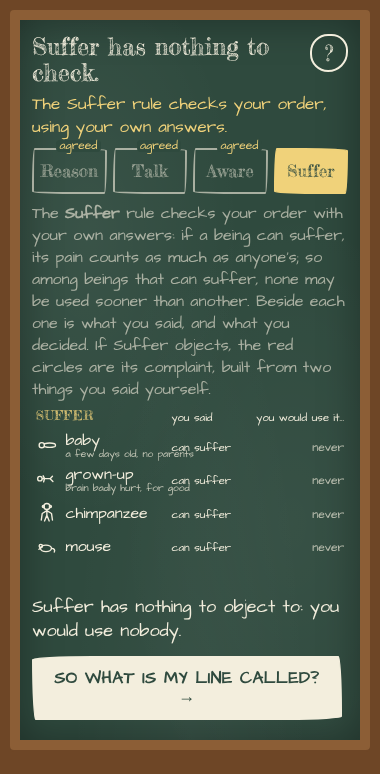 Suffer has nothing to
check.
?
The Suffer rule checks your order,
using your own answers.
agreed agreed agreed
Reason Talk Aware Suffer
The Suffer rule checks your order with
your own answers: if a being can suffer,
its pain counts as much as anyone's; so
among beings that can suffer, none may
be used sooner than another. Beside each
one is what you said, and what you
decided. If Suffer objects, the red
circles are its complaint, built from two
things you said yourself.
SUFFER you said you would use it..
baby can suffer never
a few days old, no parents
grown-up can suffer never
brain badly hurt, for good
chimpanzee can suffer never
mouse can suffer never
Suffer has nothing to object to: you
would use nobody.
SO WHAT IS MY LINE CALLED?
→